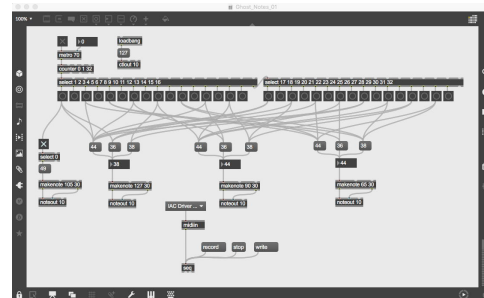 Ghost_Notes_01
100%
0
loadbang
metro 70
127
counter 0 1 32
ctlout 10
select 1 2 3 4 5 6 7 8 9 10 11 12 13 14 15 16
select 17 18 19 20 21 22 23 24 25 26 27 28 29 30 31 32
44 36 38
44 36 38
44 36 38
select 0
38
44
44
49
makenote 105 30
makenote 127 30
makenote 90 30
makenote 65 30
noteout 10
noteout 10
noteout 10
noteout 10
IAC Driver ...
midiin
record
stop
write
seq